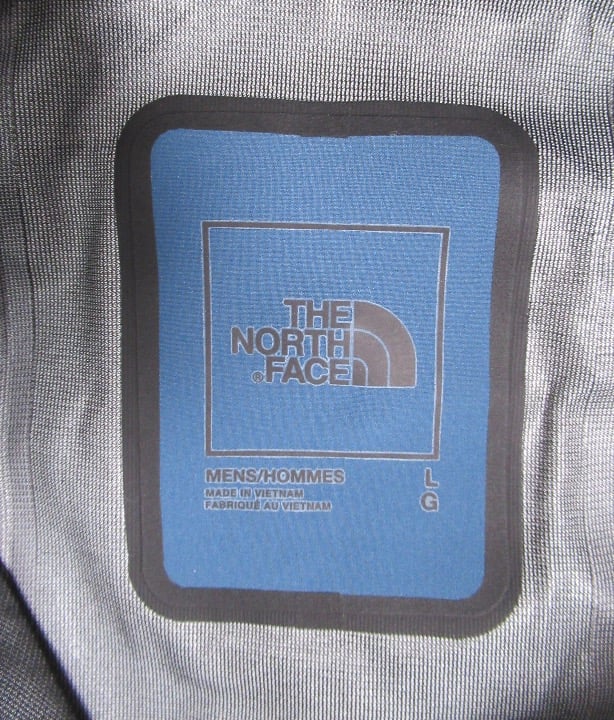 THE
NORTH
®FACE
MENS/HOMMES L
MADE IN VIETNAM G
FABRIQUÉ AU VIETNAM